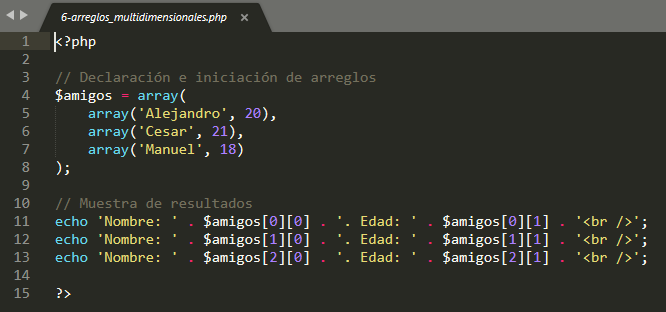 6-arreglos_multidimensionales.php ×
1 <?php
2
3 // Declaración e iniciación de arreglos
4 $amigos = array(
5     array('Alejandro', 20),
6     array('Cesar', 21),
7     array('Manuel', 18)
8 );
9
10 // Muestra de resultados
11 echo 'Nombre: ' . $amigos[0][0] . '. Edad: ' . $amigos[0][1] . '<br />';
12 echo 'Nombre: ' . $amigos[1][0] . '. Edad: ' . $amigos[1][1] . '<br />';
13 echo 'Nombre: ' . $amigos[2][0] . '. Edad: ' . $amigos[2][1] . '<br />';
14
15 ?>